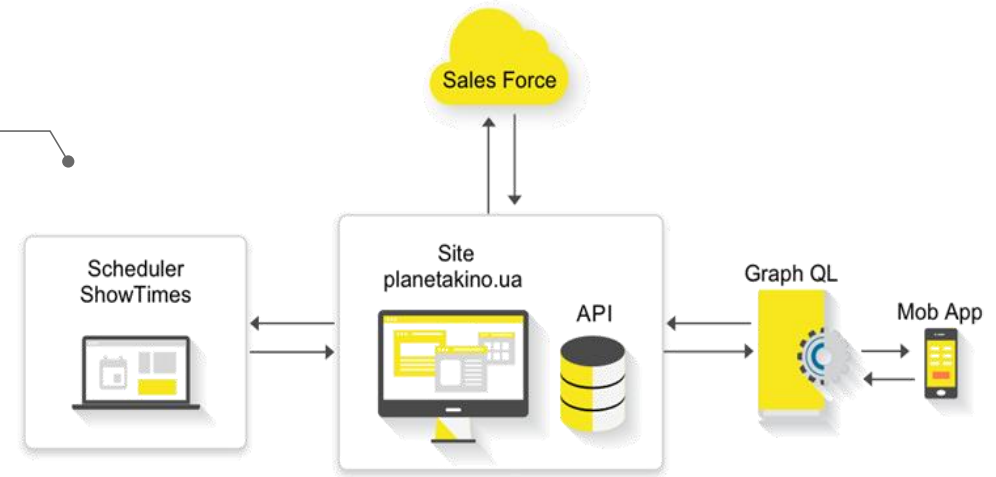 Sales Force
Scheduler
ShowTimes
Site
planetakino.ua
API
Graph QL
Mob App